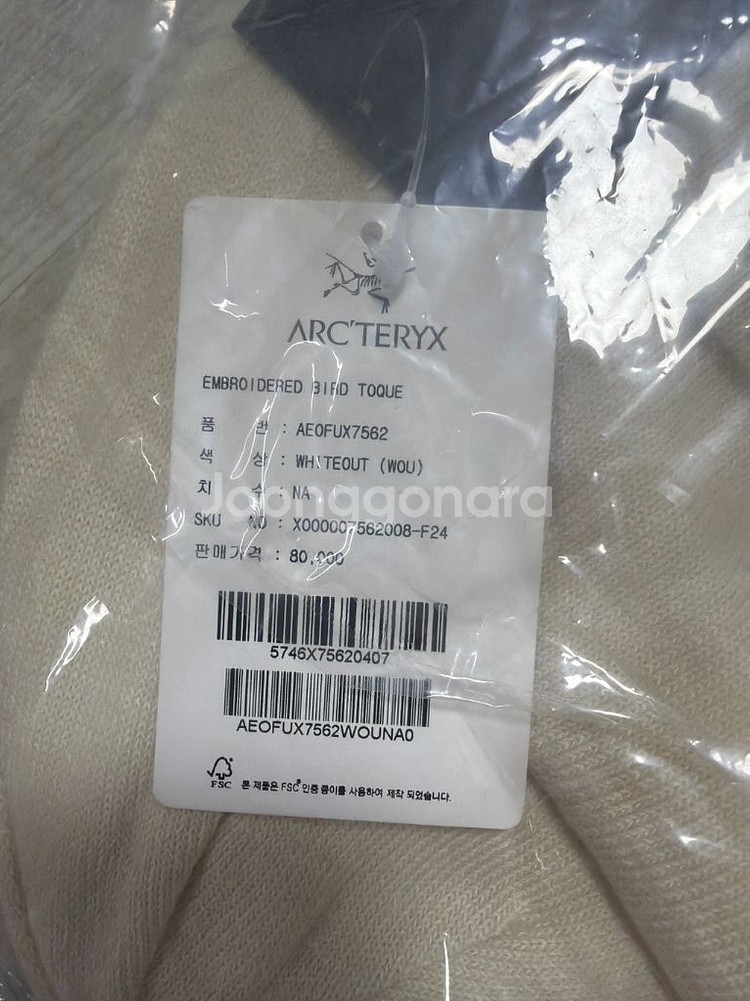 ARC'TERYX
EMBROIDERED BIRD TOQUE
품 번 : AEOFUX7562
색 상 : WHITEOUT (WOU)
치 수 : NA
Joonggonara
SKU NO : X000007562008-F24
판매가격 : 80,000
5746X75620407
AEOFUX7562WOUNA0
FSC 본 제품은 FSC® 인증 종이를 사용하여 제작 되었습니다.